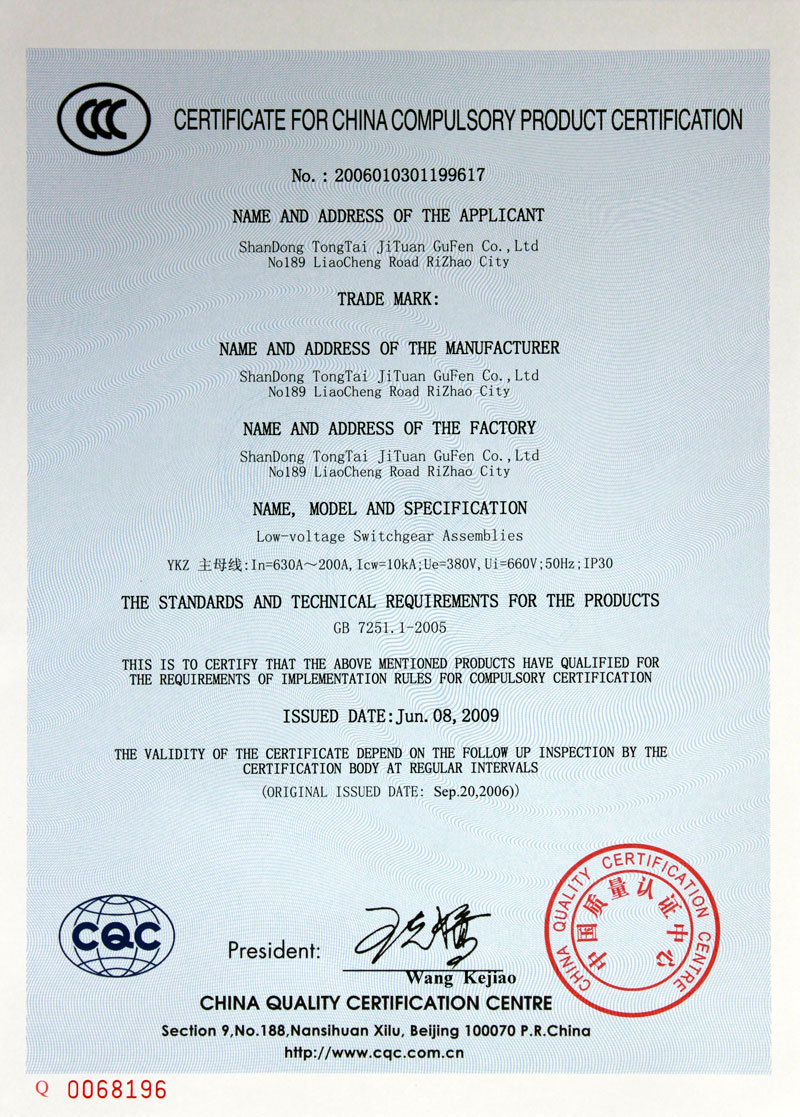 CCC
CERTIFICATE FOR CHINA COMPULSORY PRODUCT CERTIFICATION
No. : 2006010301199617
NAME AND ADDRESS OF THE APPLICANT
ShanDong TongTai JiTuan GuFen Co.,Ltd
No189 LiaoCheng Road RiZhao City
TRADE MARK:
NAME AND ADDRESS OF THE MANUFACTURER
ShanDong TongTai JiTuan GuFen Co.,Ltd
No189 LiaoCheng Road RiZhao City
NAME AND ADDRESS OF THE FACTORY
ShanDong TongTai JiTuan GuFen Co.,Ltd
No189 LiaoCheng Road RiZhao City
NAME, MODEL AND SPECIFICATION
Low-voltage Switchgear Assemblies
YKZ 主母线:In=630A～200A,Icw=10kA;Ue=380V,Ui=660V;50Hz;IP30
THE STANDARDS AND TECHNICAL REQUIREMENTS FOR THE PRODUCTS
GB 7251.1-2005
THIS IS TO CERTIFY THAT THE ABOVE MENTIONED PRODUCTS HAVE QUALIFIED FOR
THE REQUIREMENTS OF IMPLEMENTATION RULES FOR COMPULSORY CERTIFICATION
ISSUED DATE:Jun.08,2009
THE VALIDITY OF THE CERTIFICATE DEPEND ON THE FOLLOW UP INSPECTION BY THE
CERTIFICATION BODY AT REGULAR INTERVALS
(ORIGINAL ISSUED DATE: Sep.20,2006))
CHINA QUALITY CERTIFICATION CENTRE
中国质量认证中心
CQC
President:
Wang Kejiao
CHINA QUALITY CERTIFICATION CENTRE
Section 9,No.188,Nansihuan Xilu, Beijing 100070 P.R.China
http://www.cqc.com.cn
Q 0068196